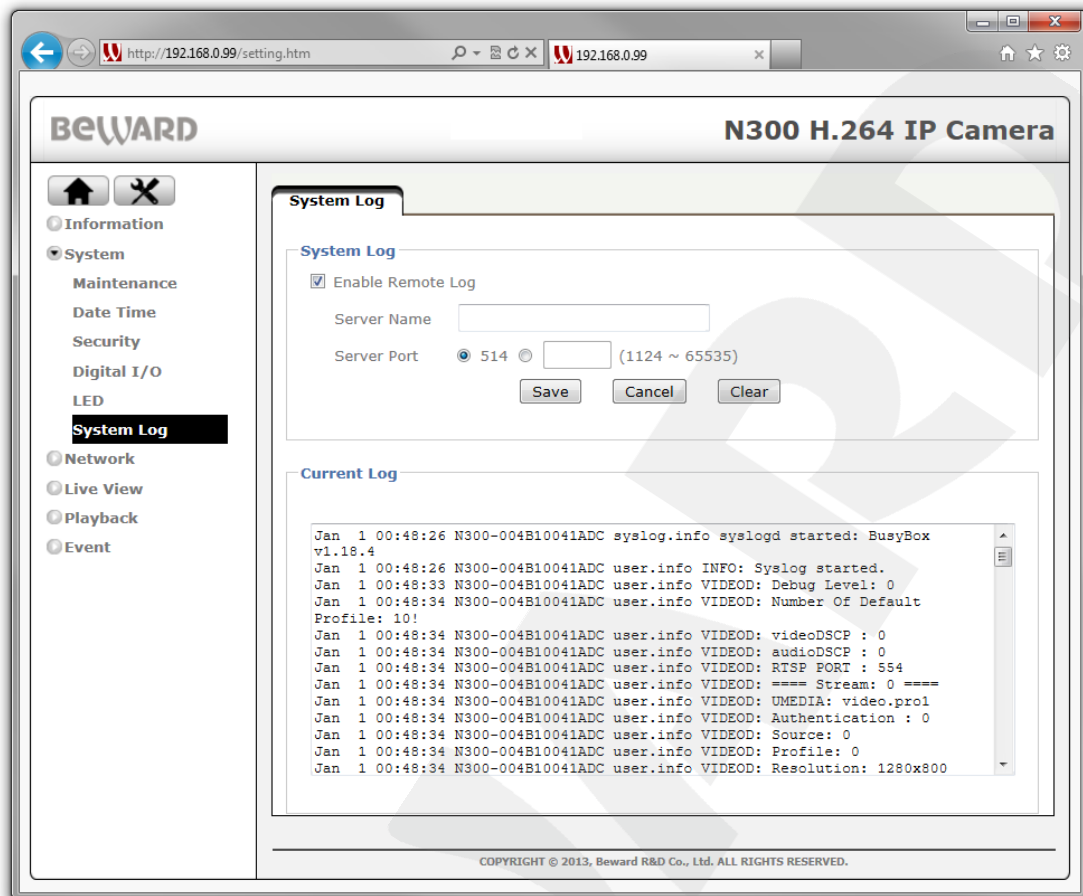 http://192.168.0.99/setting.htm
192.168.0.99
BEWARD
N300 H.264 IP Camera
Information
System
Maintenance
Date Time
Security
Digital I/O
LED
System Log
Network
Live View
Playback
Event
System Log
System Log
Enable Remote Log
Server Name
Server Port 514 (1124 ~ 65535)
Save Cancel Clear
Current Log
Jan 1 00:48:26 N300-004B10041ADC syslog.info syslogd started: BusyBox
v1.18.4
Jan 1 00:48:26 N300-004B10041ADC user.info INFO: Syslog started.
Jan 1 00:48:33 N300-004B10041ADC user.info VIDEOD: Debug Level: 0
Jan 1 00:48:34 N300-004B10041ADC user.info VIDEOD: Number Of Default
Profile: 10!
Jan 1 00:48:34 N300-004B10041ADC user.info VIDEOD: videoDSCP : 0
Jan 1 00:48:34 N300-004B10041ADC user.info VIDEOD: audioDSCP : 0
Jan 1 00:48:34 N300-004B10041ADC user.info VIDEOD: RTSP PORT : 554
Jan 1 00:48:34 N300-004B10041ADC user.info VIDEOD: ==== Stream: 0 ====
Jan 1 00:48:34 N300-004B10041ADC user.info VIDEOD: UMEDIA: video.pro1
Jan 1 00:48:34 N300-004B10041ADC user.info VIDEOD: Authentication : 0
Jan 1 00:48:34 N300-004B10041ADC user.info VIDEOD: Source: 0
Jan 1 00:48:34 N300-004B10041ADC user.info VIDEOD: Profile: 0
Jan 1 00:48:34 N300-004B10041ADC user.info VIDEOD: Resolution: 1280x800
COPYRIGHT © 2013, Beward R&D Co., Ltd. ALL RIGHTS RESERVED.